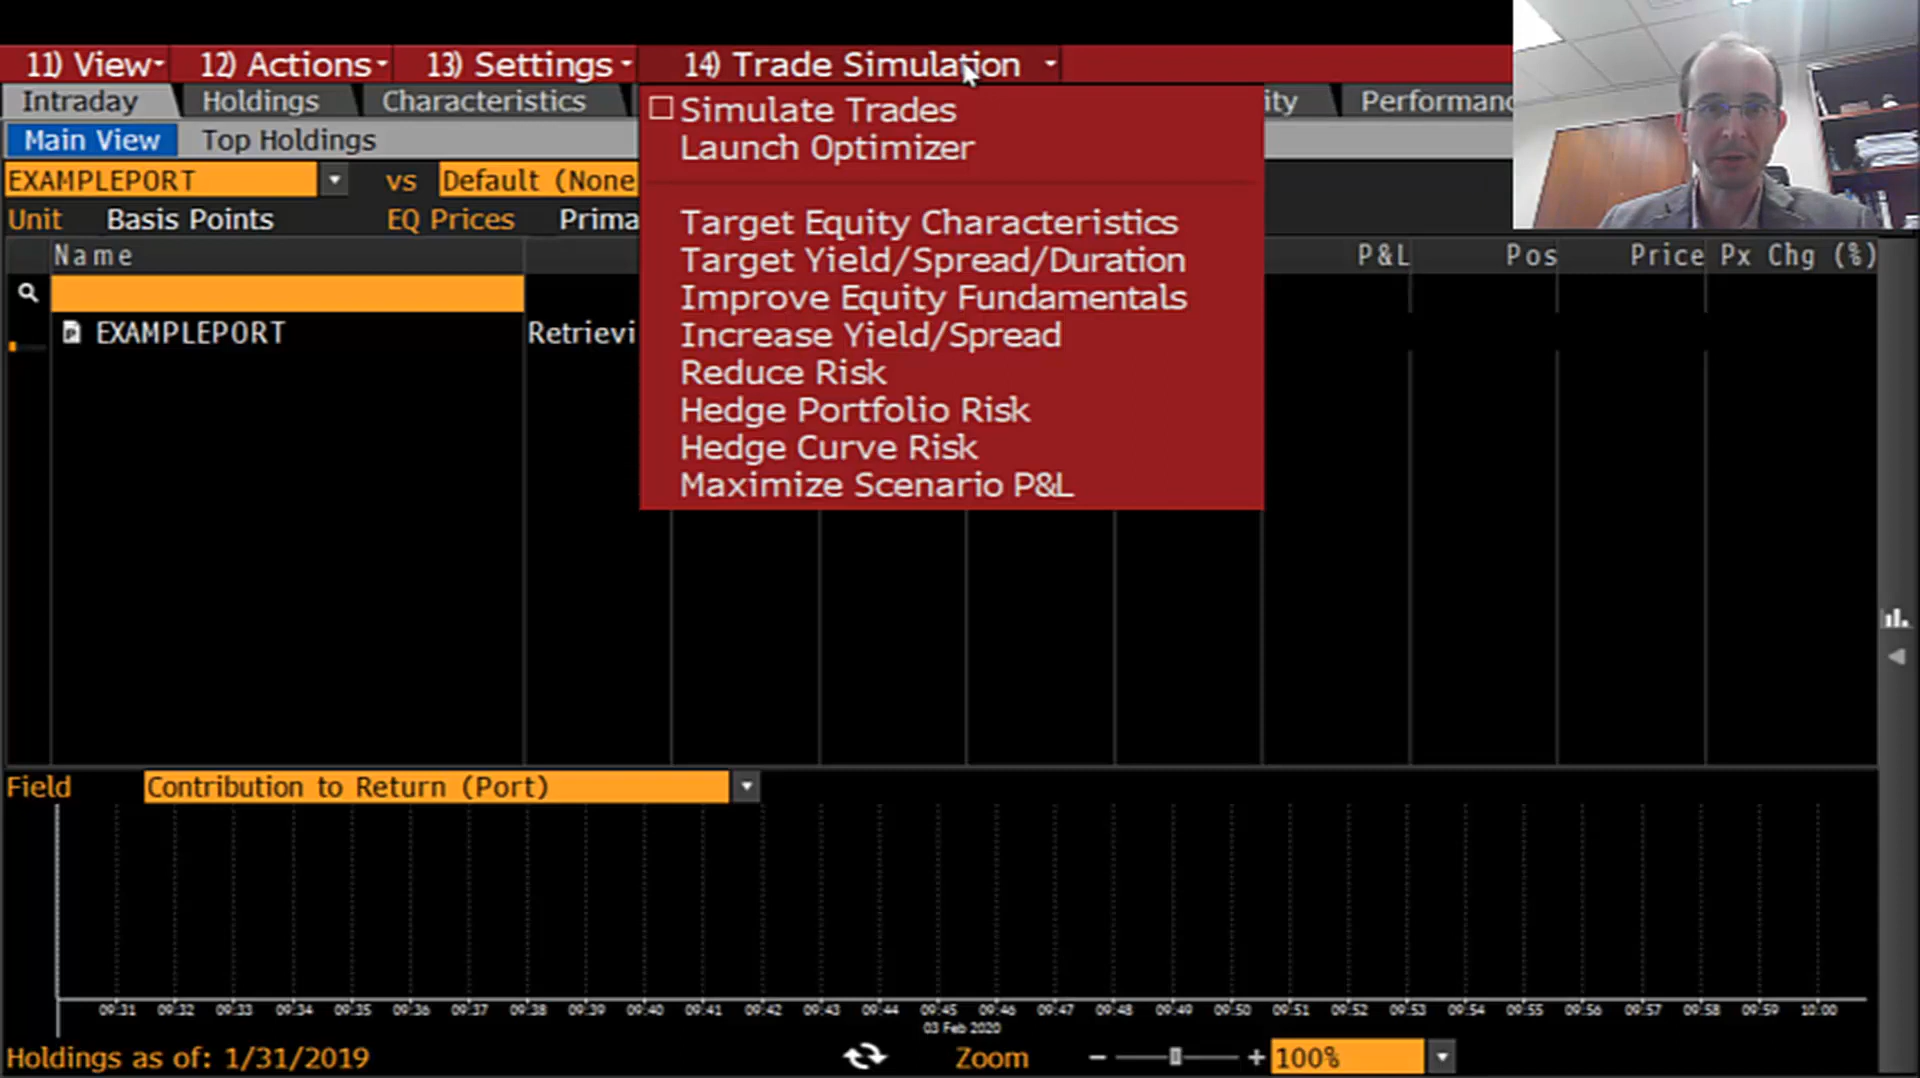 11) View 12) Actions 13) Settings 14) Trade Simulation
Intraday Holdings Characteristics Performanc
Main View Top Holdings
EXAMPLEPORT vs Default (None
Unit Basis Points EQ Prices Prima
Simulate Trades
Launch Optimizer
Target Equity Characteristics
Target Yield/Spread/Duration
Improve Equity Fundamentals
Increase Yield/Spread
Reduce Risk
Hedge Portfolio Risk
Hedge Curve Risk
Maximize Scenario P&L
Name P&L Pos Price Px Chg (%)
EXAMPLEPORT Retrievi
Field Contribution to Return (Port)
09:31 09:32 09:33 09:34 09:35 09:36 09:37 09:38 09:39 09:40 09:41 09:42 09:43 09:44 09:45 09:46 09:47 09:48 09:49 09:50 09:51 09:52 09:53 09:54 09:55 09:56 09:57 09:58 09:59 10:00
03 Feb 2020
Holdings as of: 1/31/2019 Zoom - + 100%